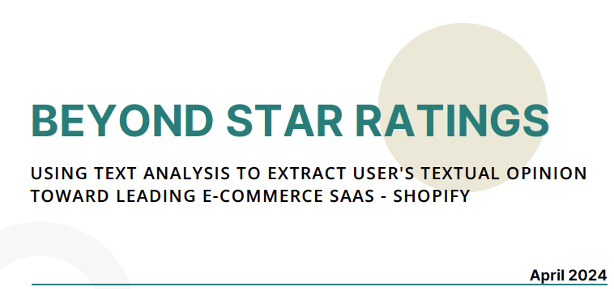 BEYOND STAR RATINGS
USING TEXT ANALYSIS TO EXTRACT USER'S TEXTUAL OPINION
TOWARD LEADING E-COMMERCE SAAS - SHOPIFY
April 2024